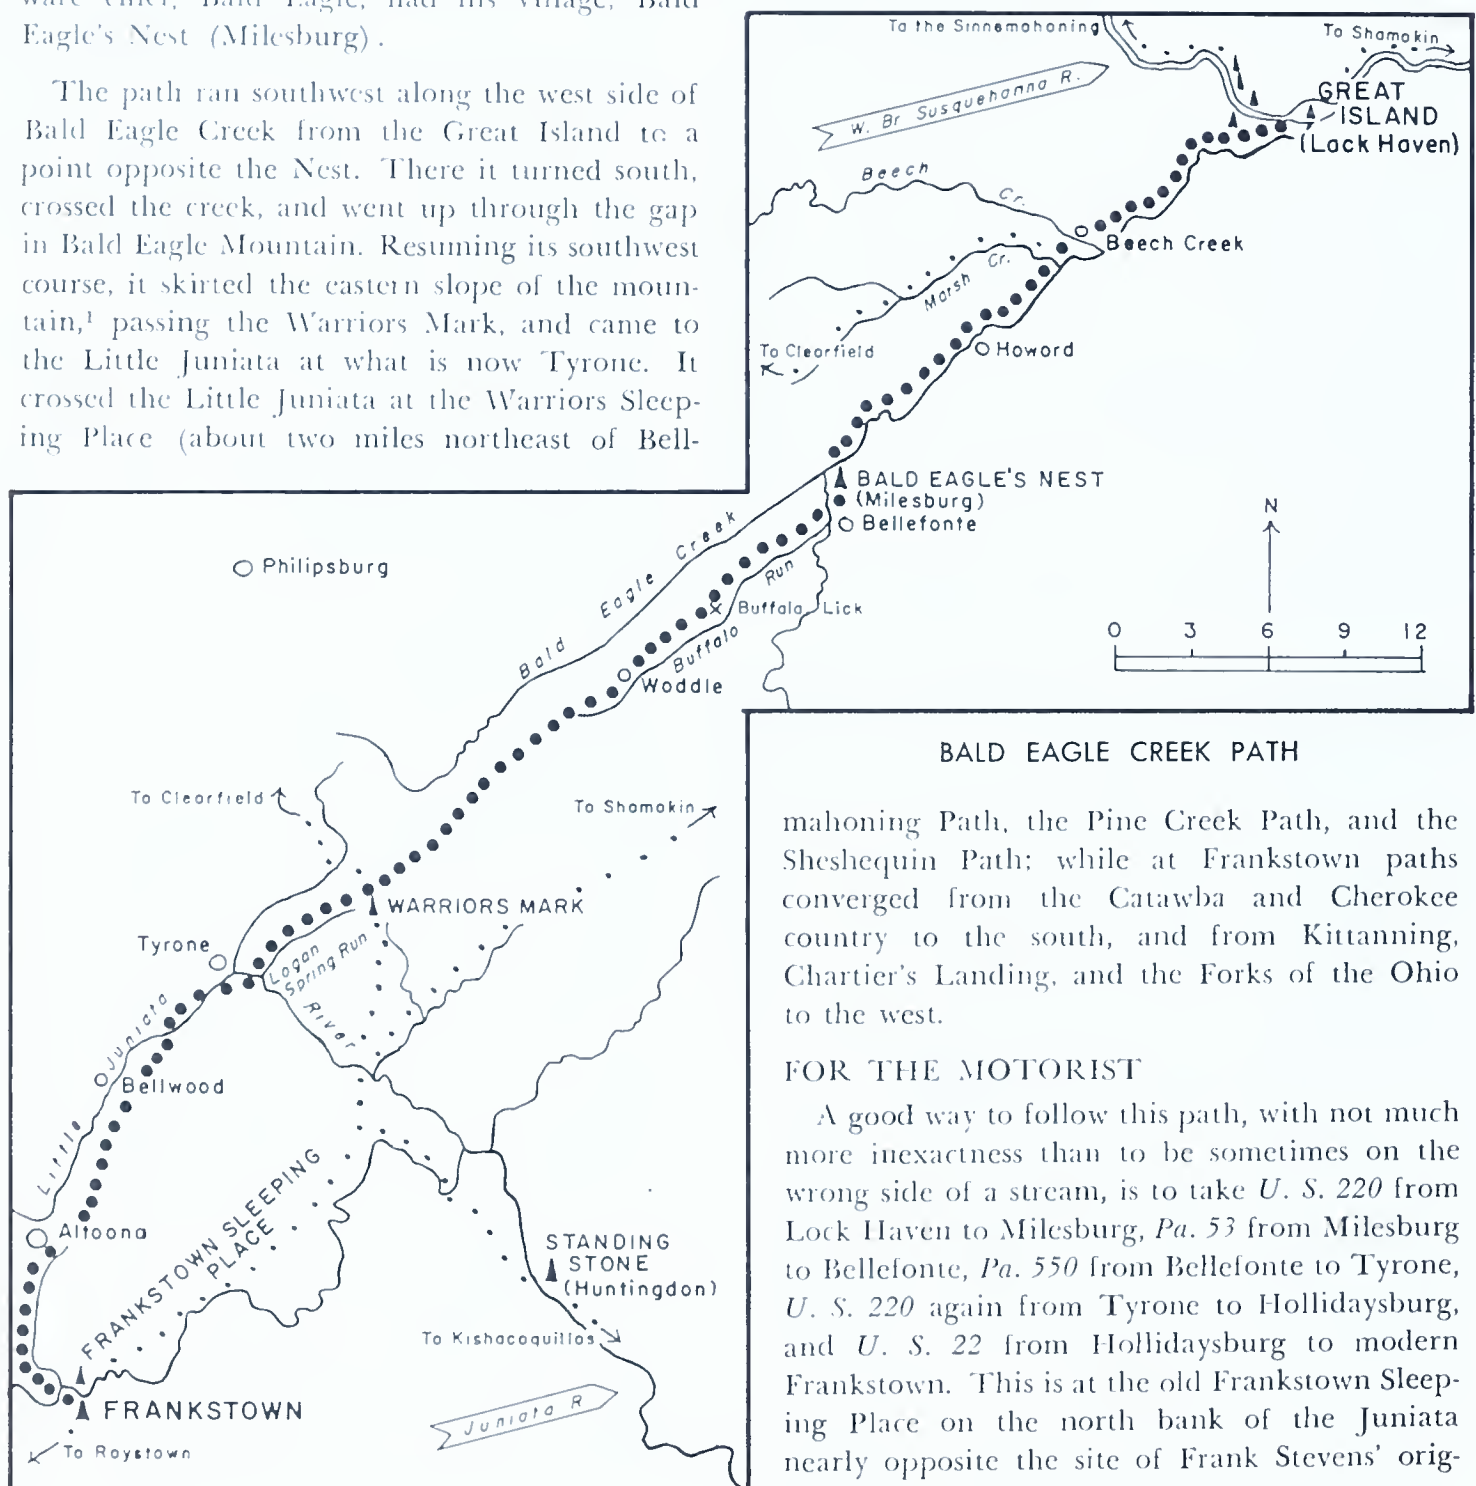 Eagle's Nest (Milesburg).
The path ran southwest along the west side of
Bald Eagle Creek from the Great Island to a
point opposite the Nest. There it turned south,
crossed the creek, and went up through the gap
in Bald Eagle Mountain. Resuming its southwest
course, it skirted the eastern slope of the moun-
tain,¹ passing the Warriors Mark, and came to
the Little Juniata at what is now Tyrone. It
crossed the Little Juniata at the Warriors Sleep-
ing Place (about two miles northeast of Bell-
To the Sinnemahoning
To Shamokin
W. Br Susquehanna R.
GREAT
ISLAND
(Lock Haven)
Beech Cr.
Beech Creek
Marsh Cr.
To Clearfield
Howard
BALD EAGLE'S NEST
(Milesburg)
Bellefonte
Bald Eagle Creek
Philipsburg
Run
Buffalo Lick
Buffalo
Woddle
N
0 3 6 9 12
To Clearfield
To Shamokin
WARRIORS MARK
Tyrone
Logan
Spring Run
River
Juniata
Bellwood
Little
Altoona
FRANKSTOWN SLEEPING
PLACE
STANDING
STONE
(Huntingdon)
To Kishacoquillas
FRANKSTOWN
Juniata R
To Raystown
BALD EAGLE CREEK PATH
mahoning Path, the Pine Creek Path, and the
Sheshequin Path; while at Frankstown paths
converged from the Catawba and Cherokee
country to the south, and from Kittanning,
Chartier's Landing, and the Forks of the Ohio
to the west.
FOR THE MOTORIST
A good way to follow this path, with not much
more inexactness than to be sometimes on the
wrong side of a stream, is to take U. S. 220 from
Lock Haven to Milesburg, Pa. 53 from Milesburg
to Bellefonte, Pa. 550 from Bellefonte to Tyrone,
U. S. 220 again from Tyrone to Hollidaysburg,
and U. S. 22 from Hollidaysburg to modern
Frankstown. This is at the old Frankstown Sleep-
ing Place on the north bank of the Juniata
nearly opposite the site of Frank Stevens' orig-